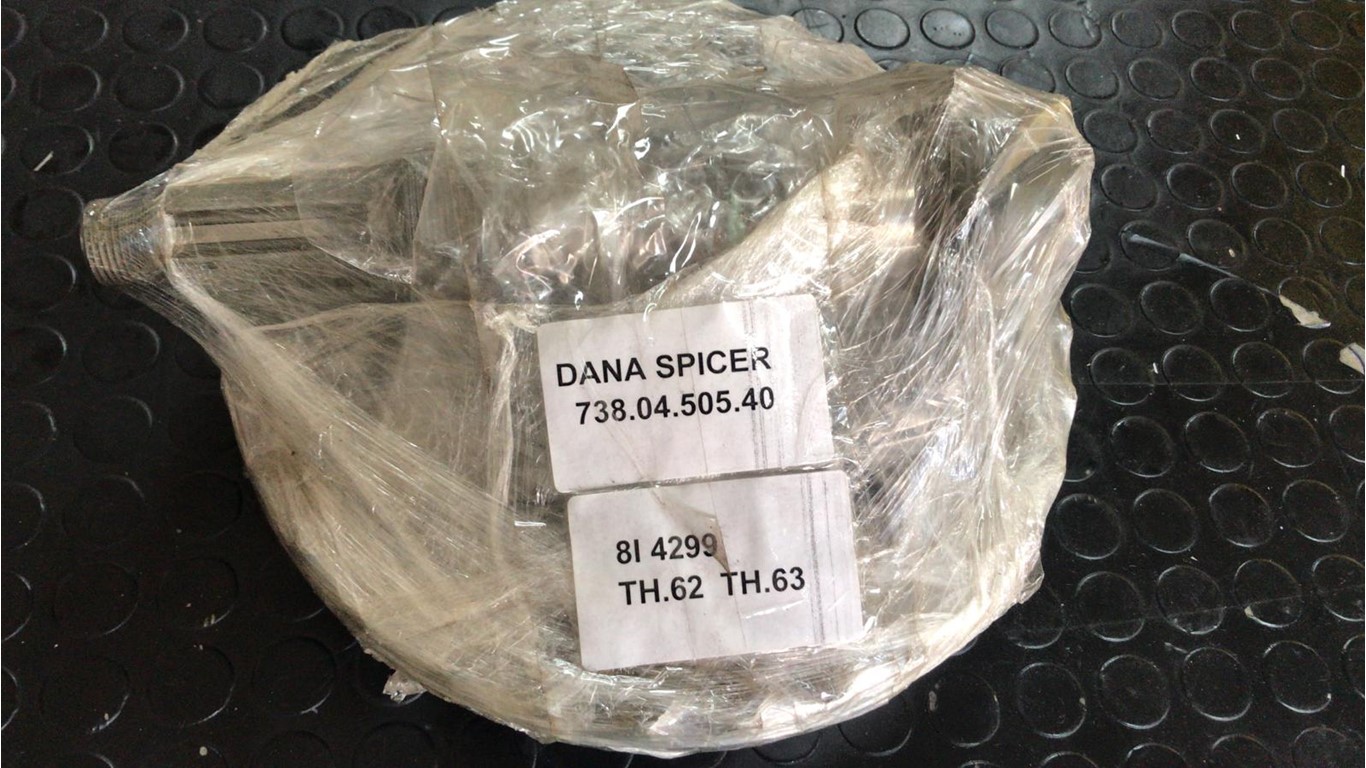 DANA SPICER
738.04.505.40
8I 4299
TH.62 TH.63